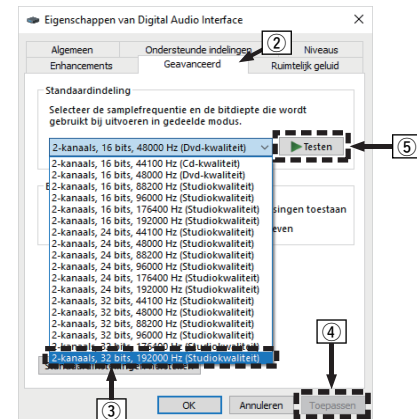 Eigenschappen van Digital Audio Interface
Algemeen Ondersteunde indelingen Niveaus
Enhancements Geavanceerd Ruimtelijk geluid
②
Standaardindeling
Selecteer de samplefrequentie en de bitdiepte die wordt
gebruikt bij uitvoeren in gedeelde modus.
2-kanaals, 16 bits, 48000 Hz (Dvd-kwaliteit) Testen ⑤
2-kanaals, 16 bits, 44100 Hz (Cd-kwaliteit)
2-kanaals, 16 bits, 48000 Hz (Dvd-kwaliteit)
2-kanaals, 16 bits, 88200 Hz (Studiokwaliteit)
2-kanaals, 16 bits, 96000 Hz (Studiokwaliteit)
2-kanaals, 16 bits, 176400 Hz (Studiokwaliteit) singen toestaan
2-kanaals, 16 bits, 192000 Hz (Studiokwaliteit)
2-kanaals, 24 bits, 44100 Hz (Studiokwaliteit) even
2-kanaals, 24 bits, 48000 Hz (Studiokwaliteit)
2-kanaals, 24 bits, 88200 Hz (Studiokwaliteit)
2-kanaals, 24 bits, 96000 Hz (Studiokwaliteit)
2-kanaals, 24 bits, 176400 Hz (Studiokwaliteit)
2-kanaals, 24 bits, 192000 Hz (Studiokwaliteit)
2-kanaals, 32 bits, 44100 Hz (Studiokwaliteit)
2-kanaals, 32 bits, 48000 Hz (Studiokwaliteit)
2-kanaals, 32 bits, 88200 Hz (Studiokwaliteit)
2-kanaals, 32 bits, 96000 Hz (Studiokwaliteit)
2-kanaals, 32 bits, 176400 Hz (Studiokwaliteit)
2-kanaals, 32 bits, 192000 Hz (Studiokwaliteit)
④
③
OK Annuleren Toepassen